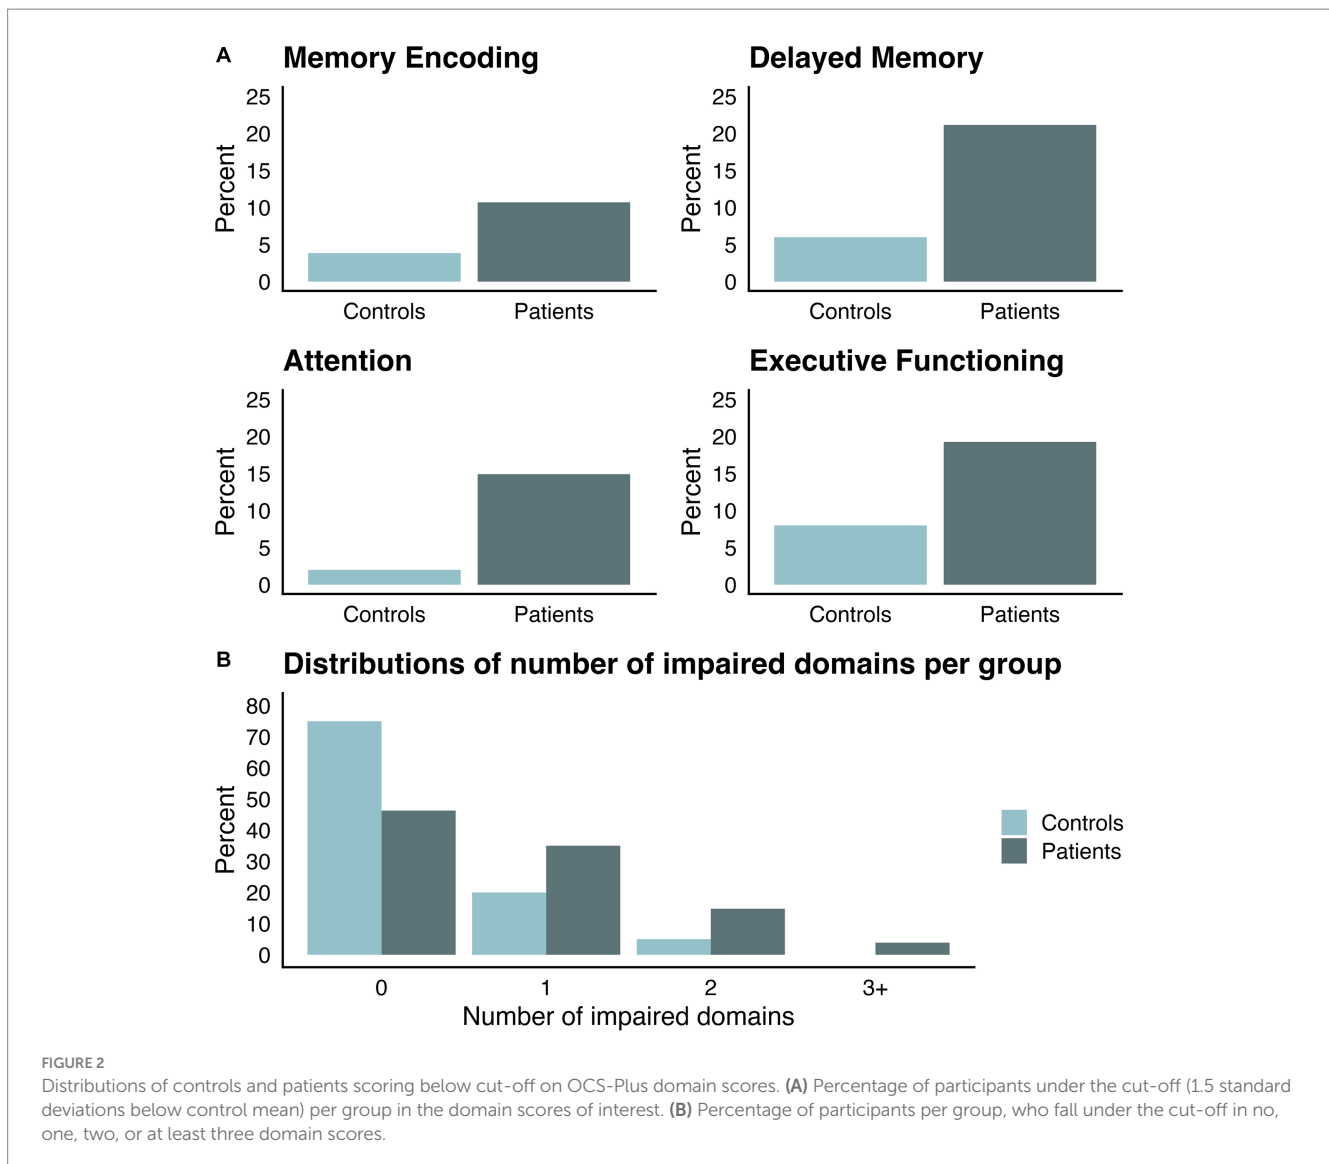 A
Memory Encoding
25
20
15
10
5
0
Percent
Controls
Patients
Delayed Memory
25
20
15
10
5
0
Percent
Controls
Patients
Attention
25
20
15
10
5
0
Percent
Controls
Patients
Executive Functioning
25
20
15
10
5
0
Percent
Controls
Patients
B
Distributions of number of impaired domains per group
80
70
60
50
40
30
20
10
0
Percent
0
1
2
3+
Number of impaired domains
Controls
Patients
FIGURE 2
Distributions of controls and patients scoring below cut-off on OCS-Plus domain scores. (A) Percentage of participants under the cut-off (1.5 standard
deviations below control mean) per group in the domain scores of interest. (B) Percentage of participants per group, who fall under the cut-off in no,
one, two, or at least three domain scores.